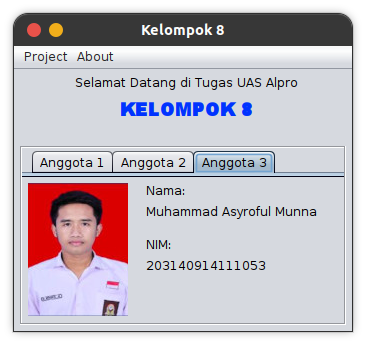 Kelompok 8
Project About
Selamat Datang di Tugas UAS Alpro
KELOMPOK 8
Anggota 1 Anggota 2 Anggota 3
Nama:
Muhammad Asyroful Munna
NIM:
203140914111053